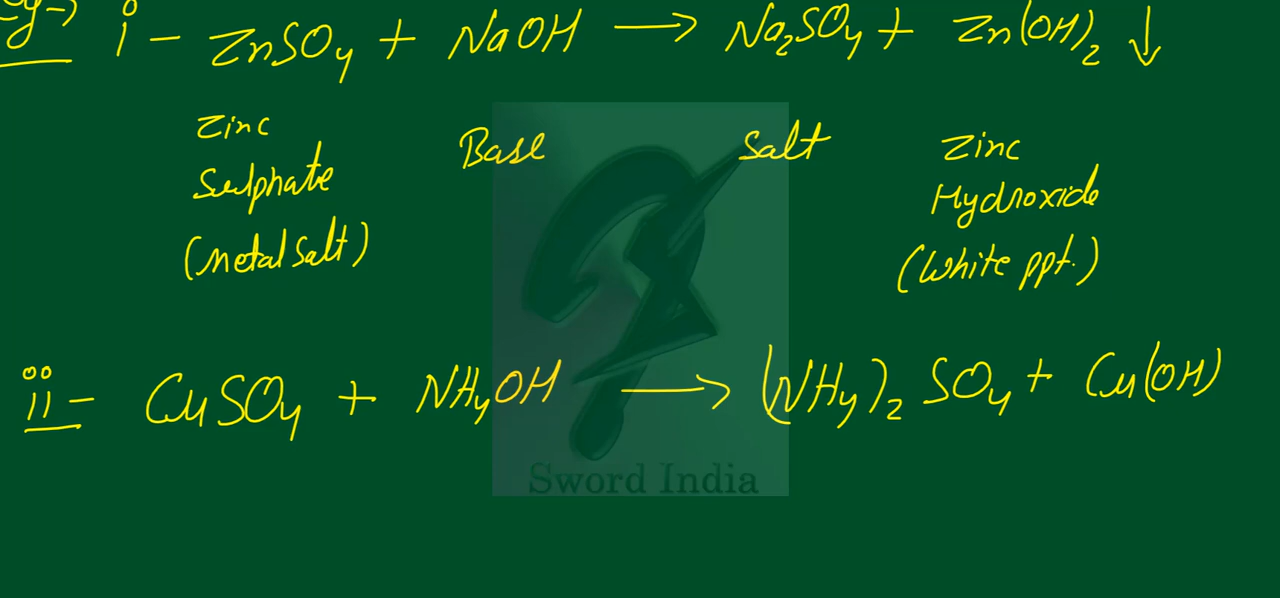 eg→ i - ZnSO4 + NaOH → Na2SO4 + Zn(OH)2 ↓
Zinc Sulphate (Metal Salt)
Base
Salt
Zinc Hydroxide (White ppt.)
ii - CuSO4 + NH4OH → (NH4)2 SO4 + Cu(OH)
Sword India